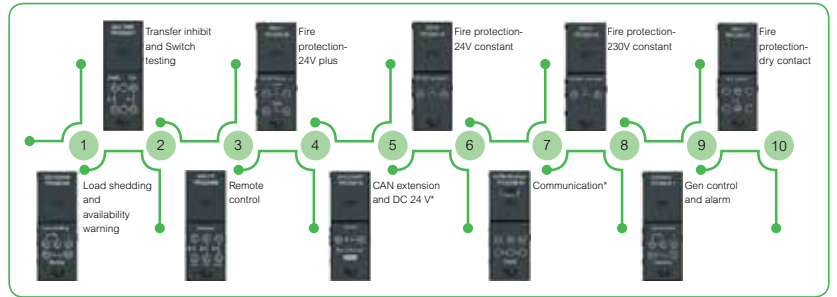 Transfer inhibit
and Switch
testing
Fire
protection-
24V plus
Fire protection-
24V constant
Fire protection-
230V constant
Fire
protection-
dry contact
1
2
3
4
5
6
7
8
9
10
Load shedding
and
availability
warning
Remote
control
CAN extension
and DC 24 V*
Communication*
Gen control
and alarm